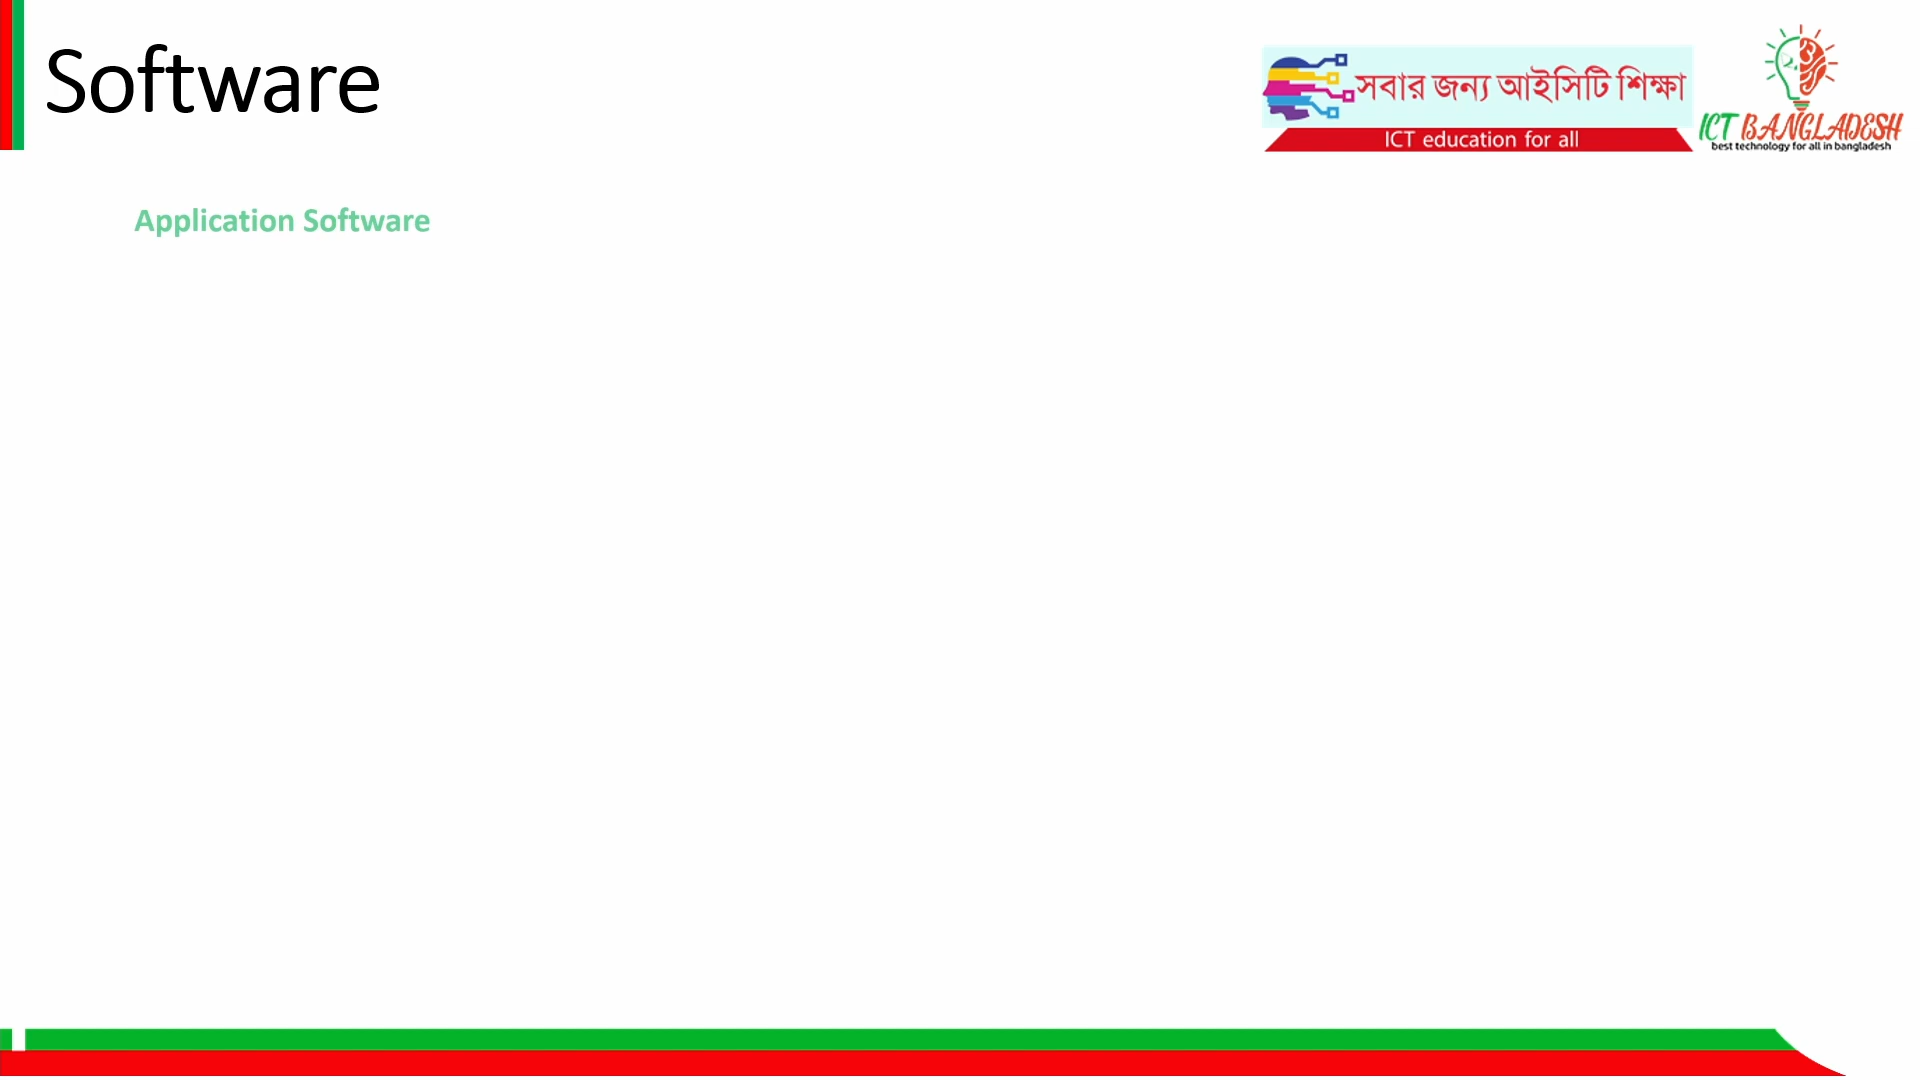 Software
সবার জন্য আইসিটি শিক্ষা
ICT education for all
ICT BANGLADESH
best technology for all in bangladesh
Application Software